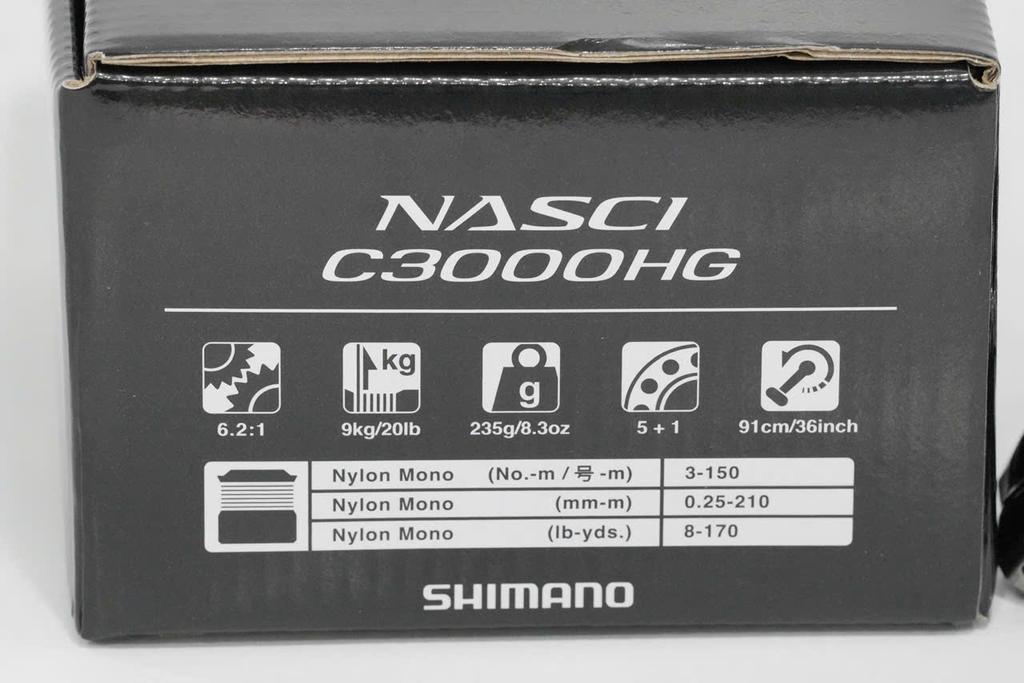 NASCI
C3000HG
kg
g
6.2:1 9kg/20lb 235g/8.3oz 5 + 1 91cm/36inch
Nylon Mono (No.-m / 号 -m) 3-150
Nylon Mono (mm-m) 0.25-210
Nylon Mono (lb-yds.) 8-170
SHIMANO